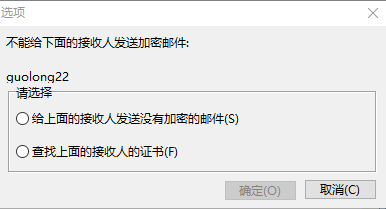 选项
不能给下面的接收人发送加密邮件:
guolong22
请选择
给上面的接收人发送没有加密的邮件(S)
查找上面的接收人的证书(F)
确定(O) 取消(C)